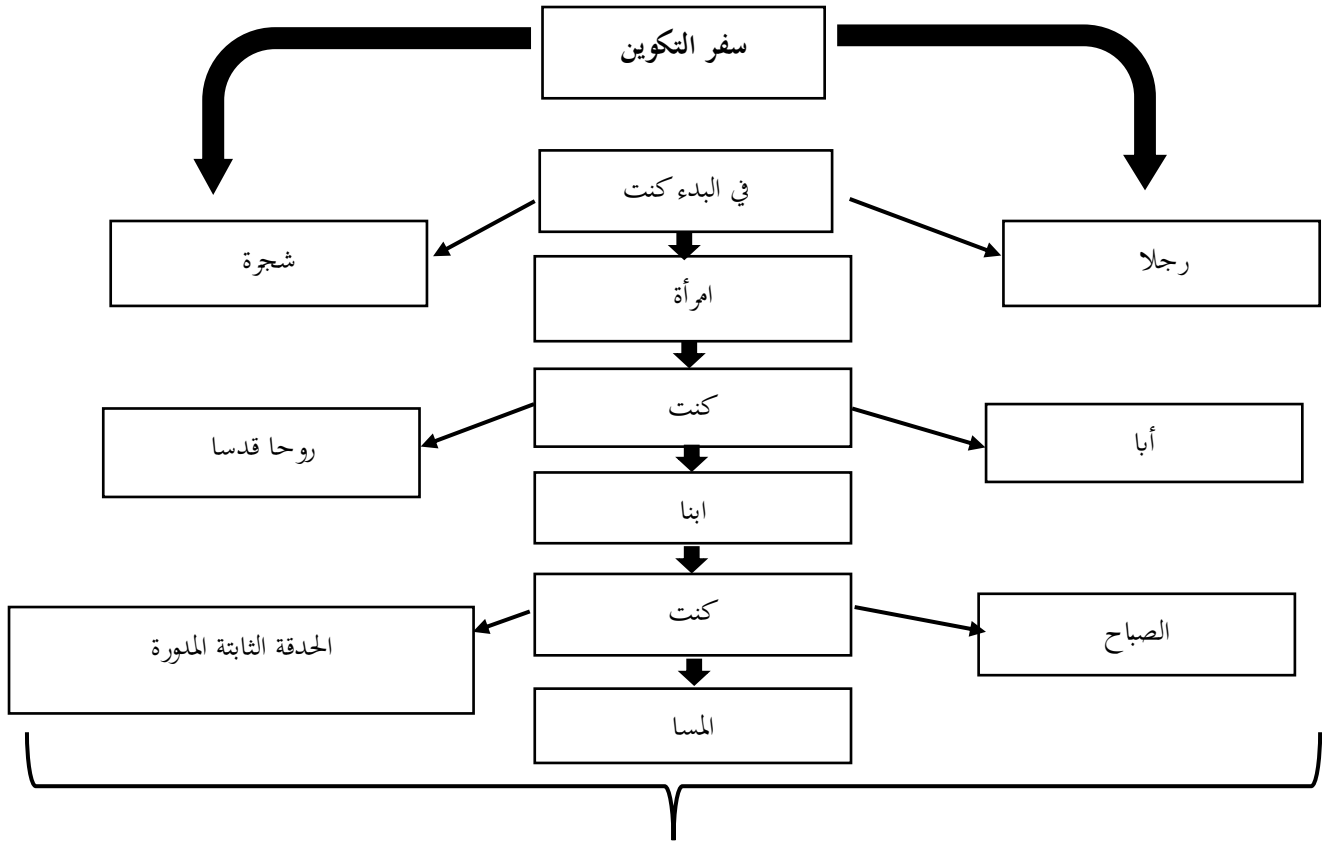 سفر التكوين
في البدء كنت
رجلا
شجرة
امرأة
كنت
أبا
روحا قدسا
ابنا
كنت
الصباح
الحدقة الثابتة المدورة
المسا